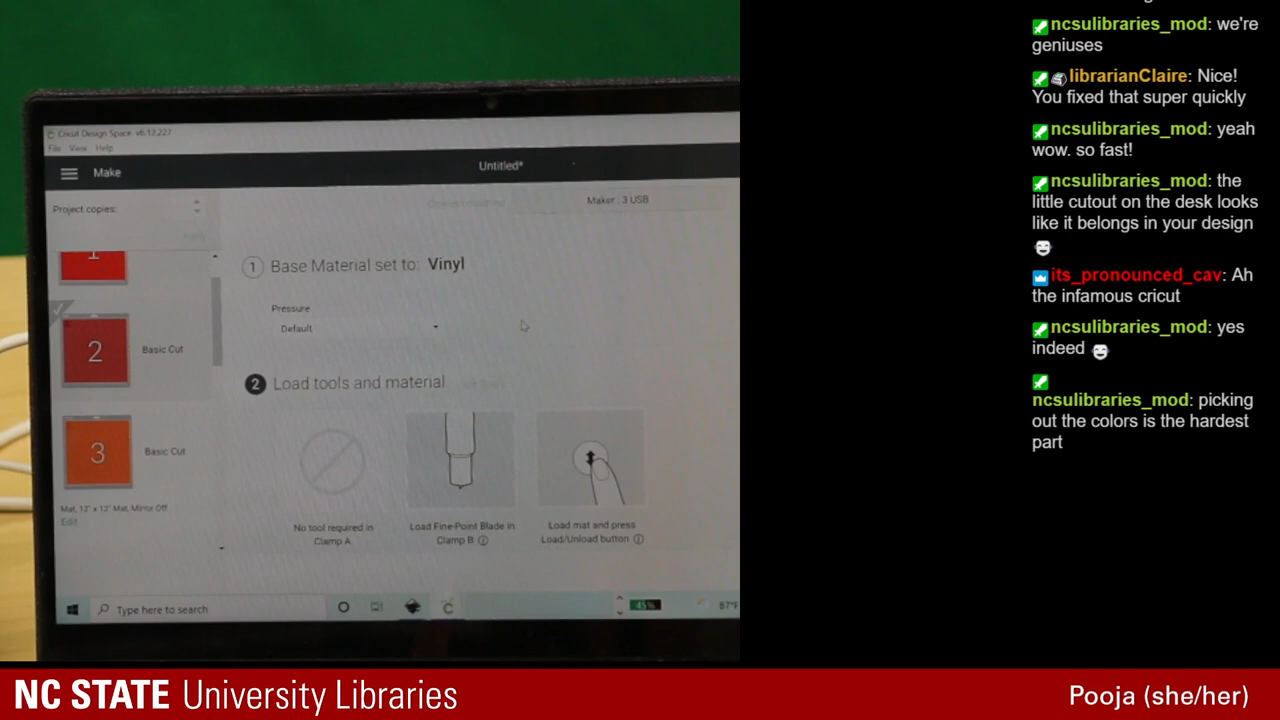 Cricut Design Space v6.12.227
File View Help
Make
Untitled*
Project copies:
Maker : 3 USB
1
Base Material set to: Vinyl
Pressure
Default
2
Basic Cut
2 Load tools and material
3
Basic Cut
Mat, 12" x 12" Mat, Mirror Off
Edit
No tool required in
Clamp A
Load Fine-Point Blade in
Clamp B
Load mat and press
Load/Unload button
Type here to search
45%
87°F
ncsulibraries_mod: we're
geniuses
librarianClaire: Nice!
You fixed that super quickly
ncsulibraries_mod: yeah
wow. so fast!
ncsulibraries_mod: the
little cutout on the desk looks
like it belongs in your design
its_pronounced_cav: Ah
the infamous cricut
ncsulibraries_mod: yes
indeed
ncsulibraries_mod: picking
out the colors is the hardest
part
NC STATE University Libraries
Pooja (she/her)